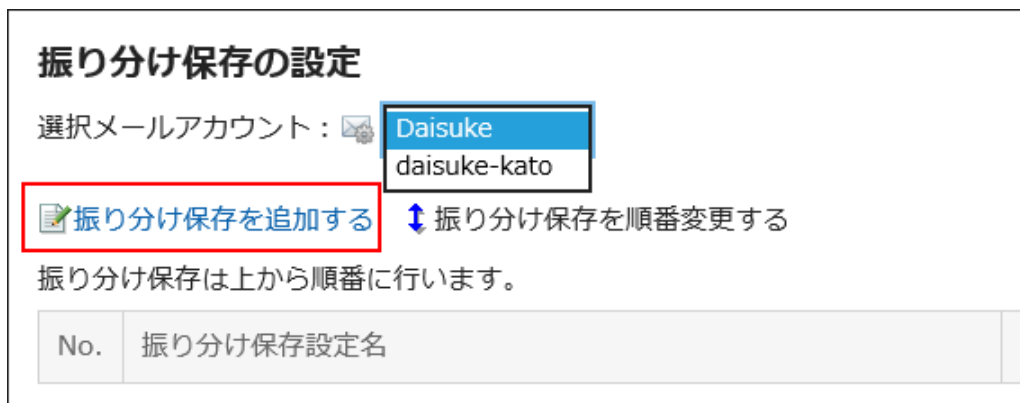 振り分け保存の設定
選択メールアカウント： Daisuke
daisuke-kato
振り分け保存を追加する 振り分け保存を順番変更する
振り分け保存は上から順番に行います。
No. 振り分け保存設定名